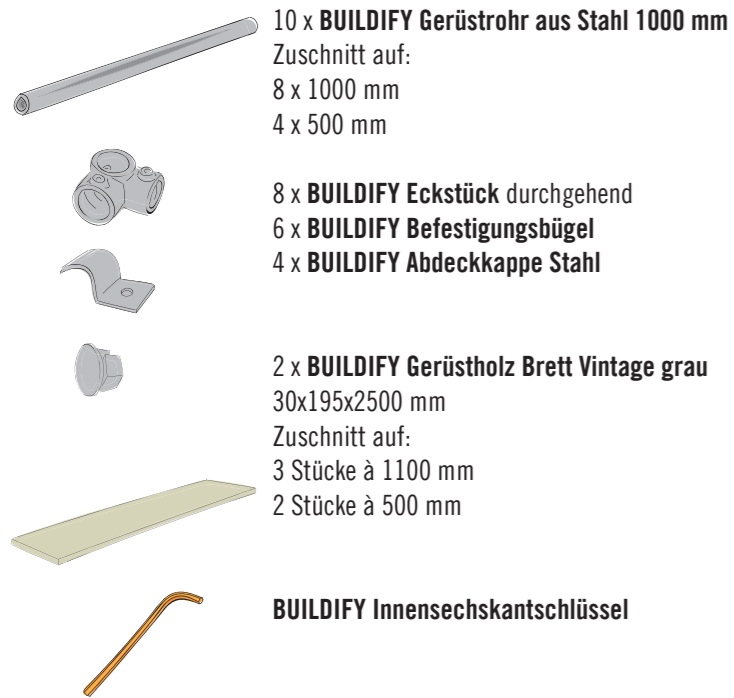 10 x BUILDIFY Gerüstrohr aus Stahl 1000 mm
Zuschnitt auf:
8 x 1000 mm
4 x 500 mm
8 x BUILDIFY Eckstück durchgehend
6 x BUILDIFY Befestigungsbügel
4 x BUILDIFY Abdeckkappe Stahl
2 x BUILDIFY Gerüstholz Brett Vintage grau
30x195x2500 mm
Zuschnitt auf:
3 Stücke à 1100 mm
2 Stücke à 500 mm
BUILDIFY Innensechskantschlüssel